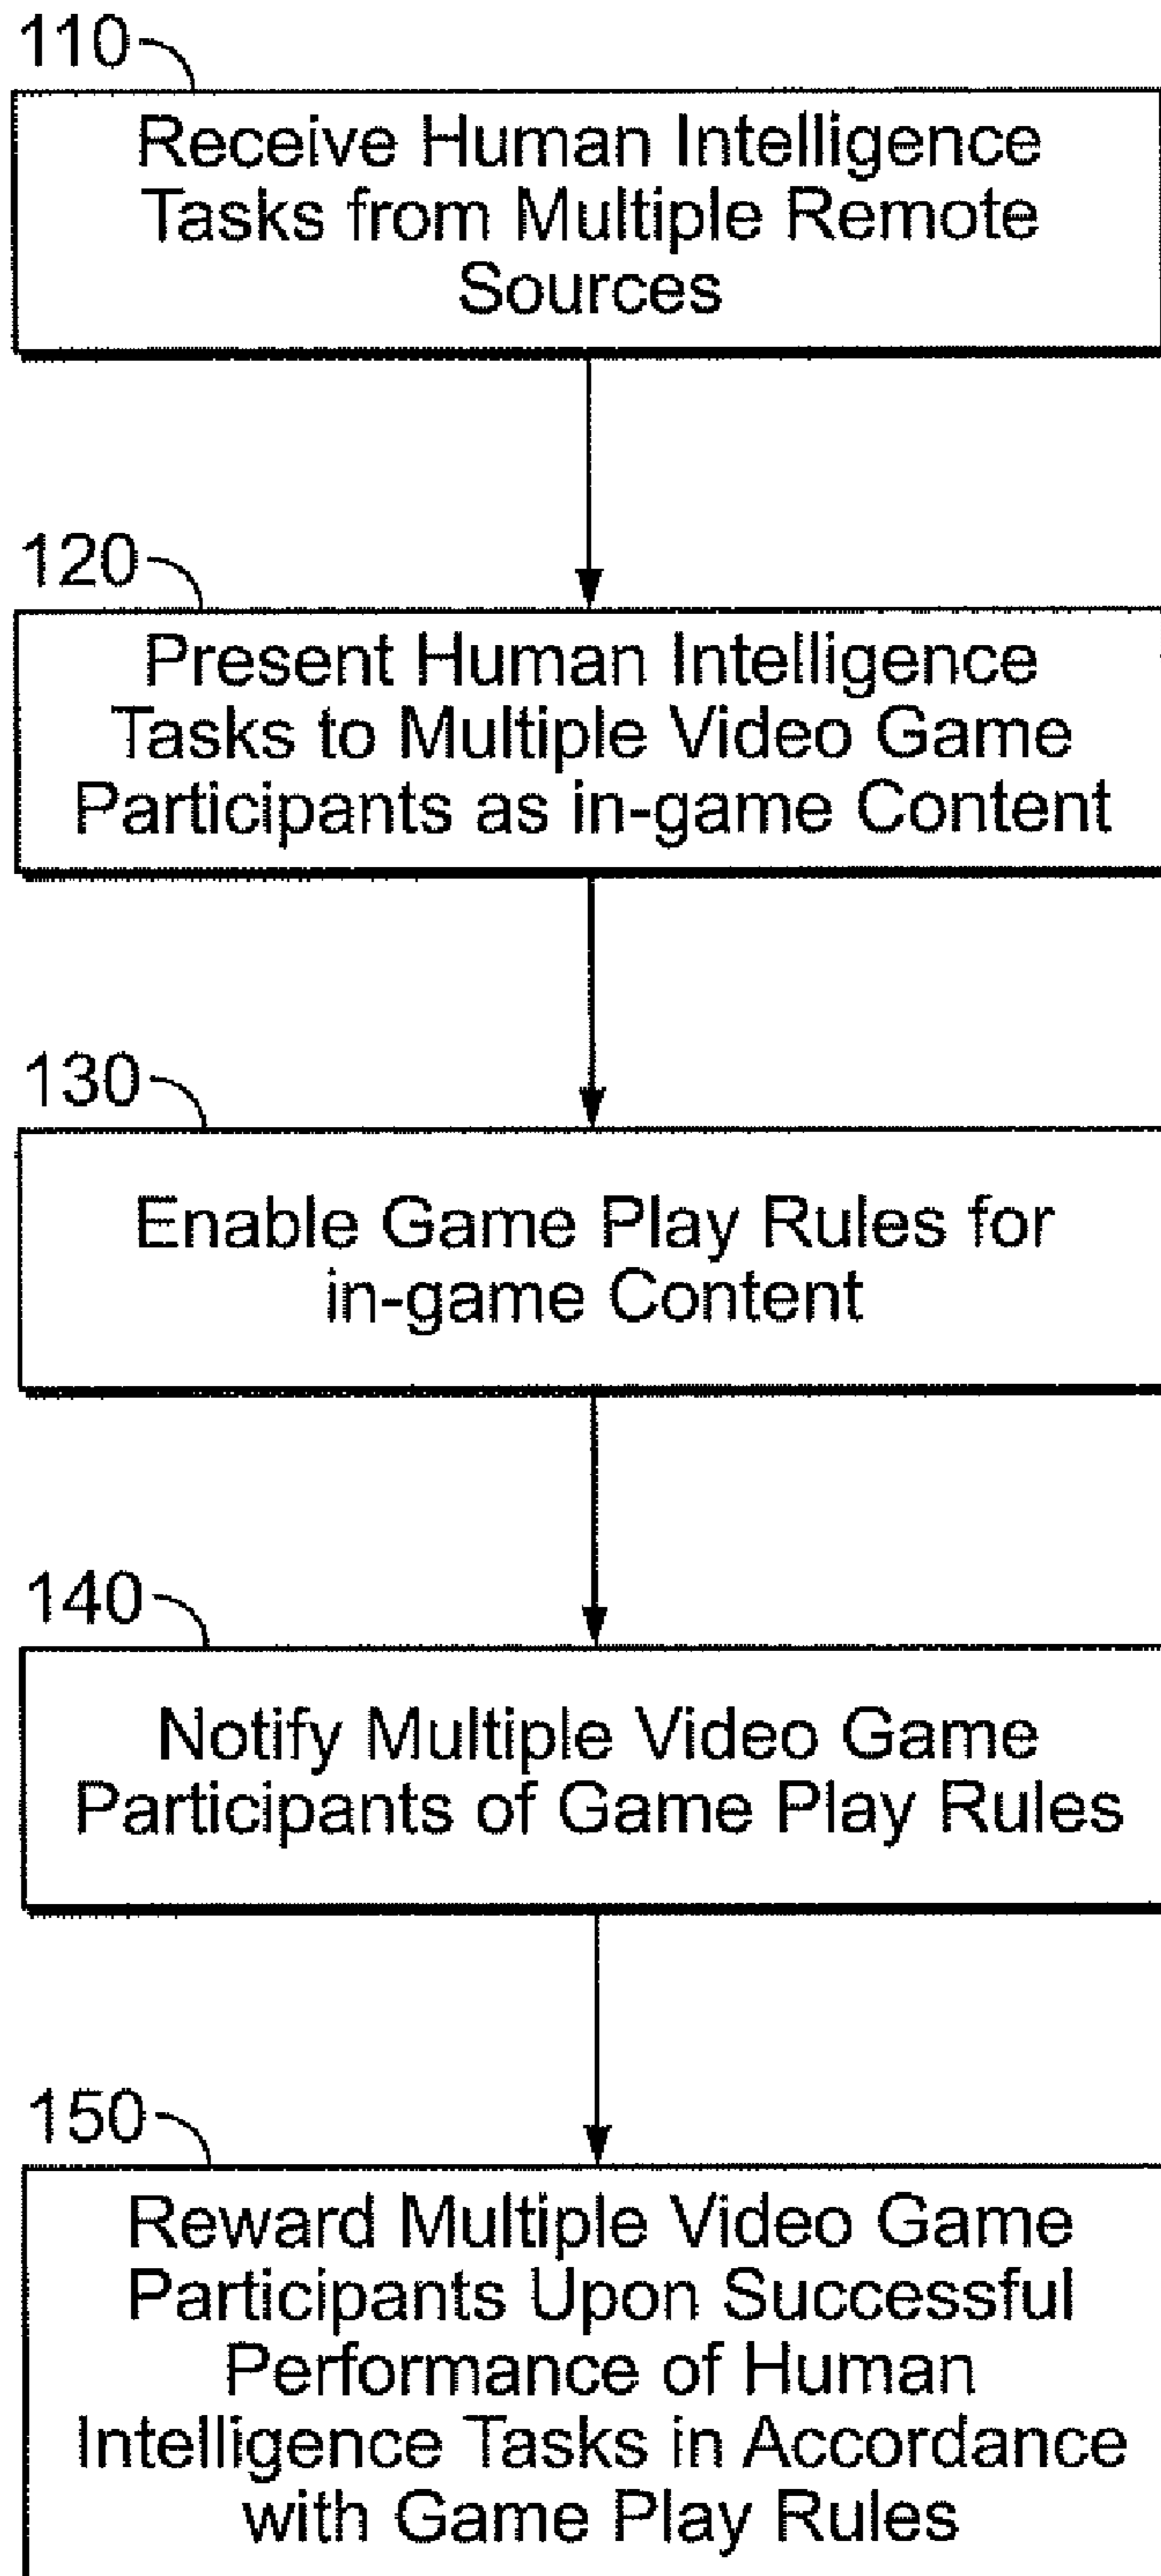 110
Receive Human Intelligence
Tasks from Multiple Remote
Sources
120
Present Human Intelligence
Tasks to Multiple Video Game
Participants as in-game Content
130
Enable Game Play Rules for
in-game Content
140
Notify Multiple Video Game
Participants of Game Play Rules
150
Reward Multiple Video Game
Participants Upon Successful
Performance of Human
Intelligence Tasks in Accordance
with Game Play Rules